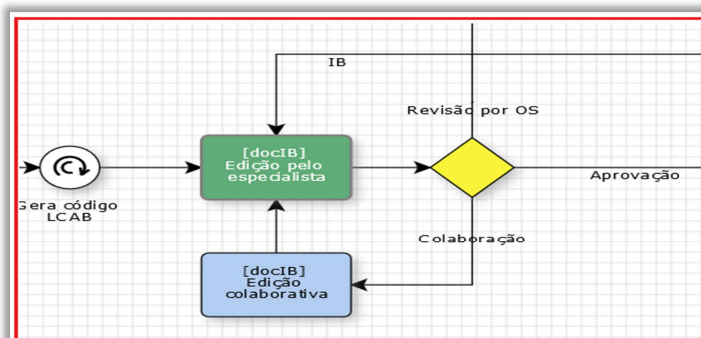 IB
Revisão por OS
[docIB]
Edição pelo
especialista
Aprovação
Gera código
LCAB
Colaboração
[docIB]
Edição
colaborativa